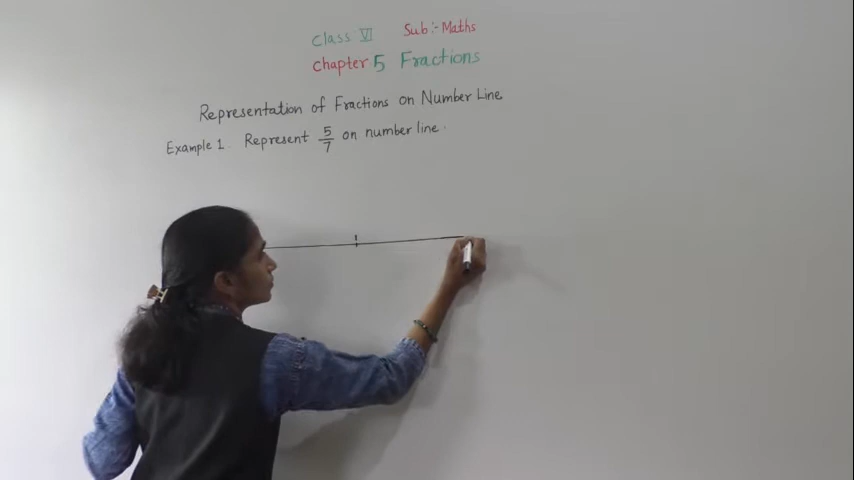 Class VI Sub:- Maths
Chapter 5 Fractions
Representation of Fractions on Number Line
Example 1. Represent 5/7 on number line.